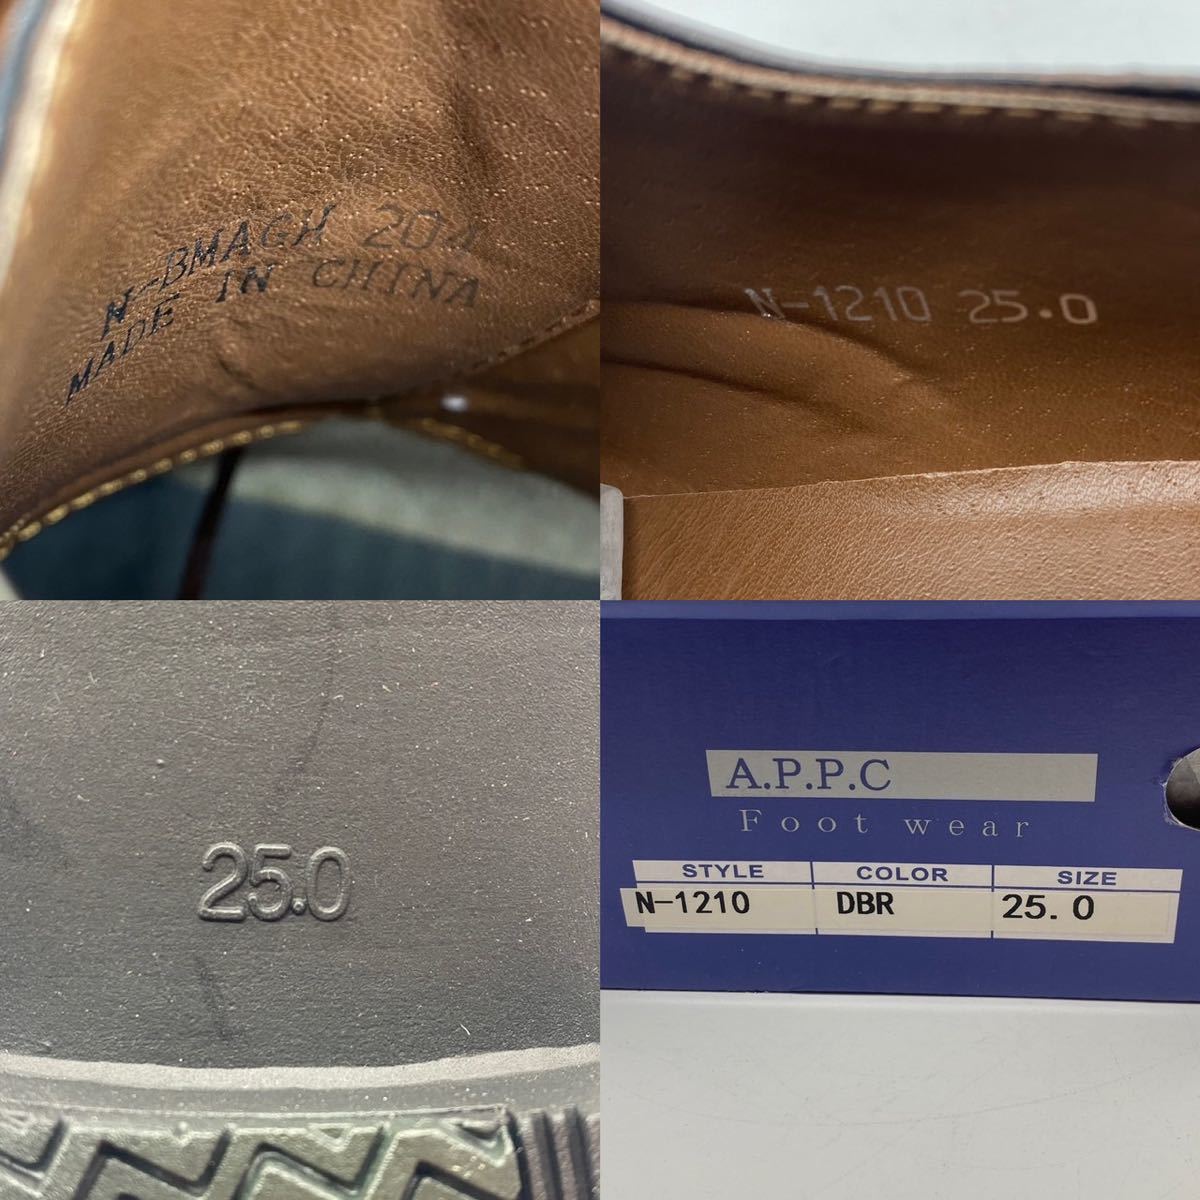 N-BMAGH 204
MADE IN CHINA
N-1210 25.0
25.0
A.P.P.C
Foot wear
STYLE COLOR SIZE
N-1210 DBR 25.0